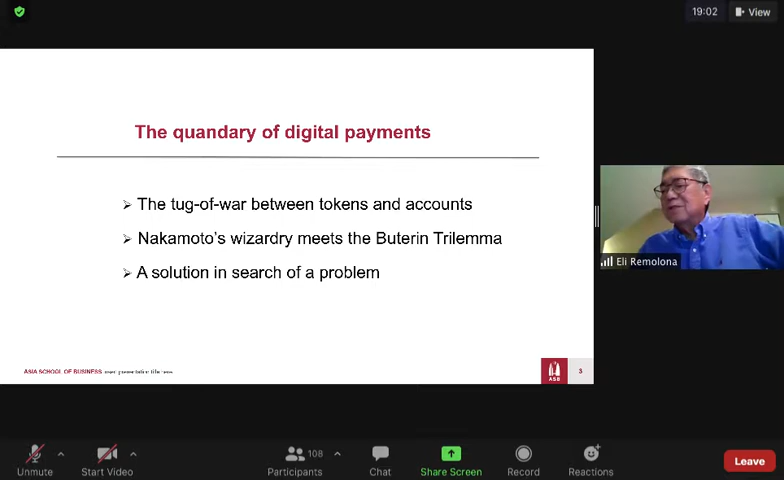 19:02
View
The quandary of digital payments
➢ The tug-of-war between tokens and accounts
➢ Nakamoto's wizardry meets the Buterin Trilemma
➢ A solution in search of a problem
Eli Remolona
ASIA SCHOOL OF BUSINESS
ASB
3
Unmute
Start Video
108
Participants
Chat
Share Screen
Record
Reactions
Leave